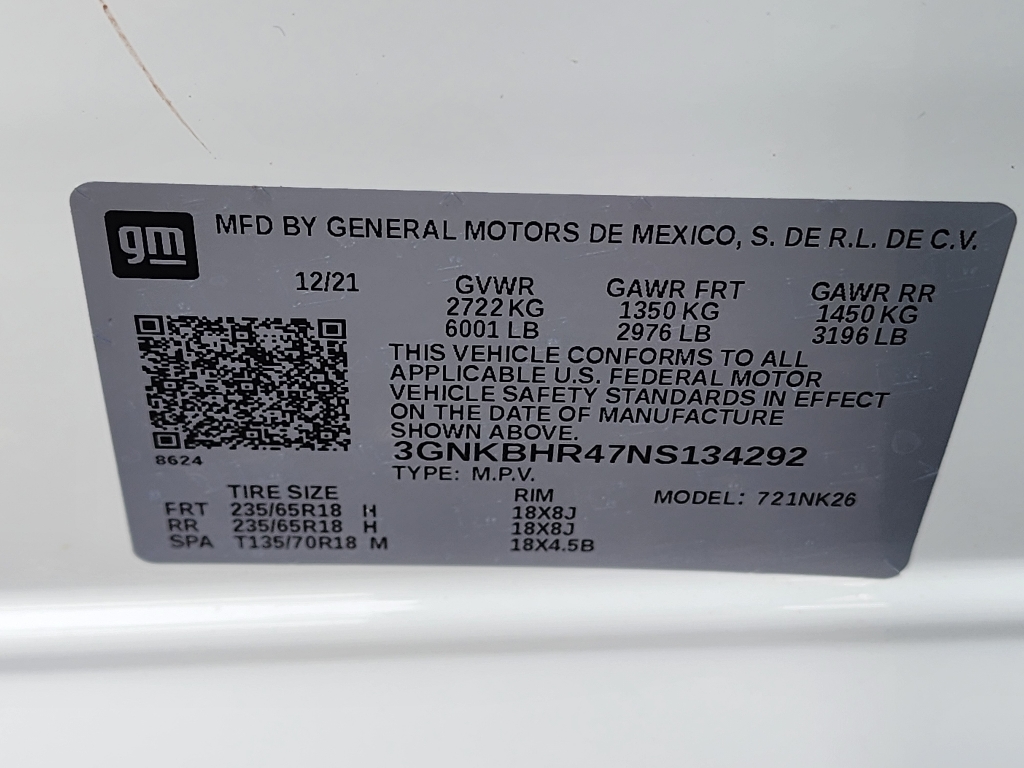 gm
MFD BY GENERAL MOTORS DE MEXICO, S. DE R.L. DE C.V.
12/21 GVWR GAWR FRT GAWR RR
2722 KG 1350 KG 1450 KG
6001 LB 2976 LB 3196 LB
THIS VEHICLE CONFORMS TO ALL
APPLICABLE U.S. FEDERAL MOTOR
VEHICLE SAFETY STANDARDS IN EFFECT
ON THE DATE OF MANUFACTURE
SHOWN ABOVE.
8624 3GNKBHR47NS134292
TYPE: M.P.V.
TIRE SIZE RIM MODEL: 721NK26
FRT 235/65R18 H 18X8J
RR 235/65R18 H 18X8J
SPA T135/70R18 M 18X4.5B